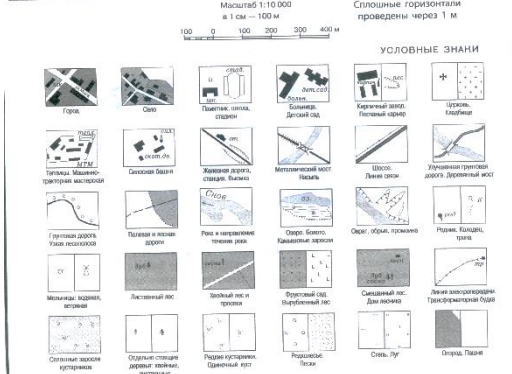 Масштаб 1:10 000
в 1 см — 100 м
Сплошные горизонтали
проведены через 1 м
100 0 100 200 300 400 м
УСЛОВНЫЕ ЗНАКИ
Город
Село
Памятник, школа,
стадион
Больница.
Детский сад
Кирпичный завод.
Песчаный карьер
Церковь.
Кладбище
Теплицы. Машинно-
тракторная мастерская
Силосная башня
Железная дорога,
станция. Выемка
Металлический мост
Насыпь
Шоссе.
Линия связи
Улучшенная грунтовая
дорога. Деревянный мост
Грунтовая дорога.
Узкая лесополоса
Полевая и лесная
дороги
Река и направление
течения реки
Озеро. Болото.
Камышовые заросли
Овраг, обрыв, промоина
Родник. Колодец,
трава
Мельницы: водяная,
ветряная
Лиственный лес
Хвойный лес и
просека
Фруктовый сад.
Вырубленный лес
Смешанный лес.
Дом лесника
Линия электропередачи.
Трансформаторная будка
Сплошные заросли
кустарников
Отдельно стоящие
деревья: хвойные,
Редкие кустарники.
Одиночный куст
Редколесье.
Пески
Степь. Луг
Огород. Пашня